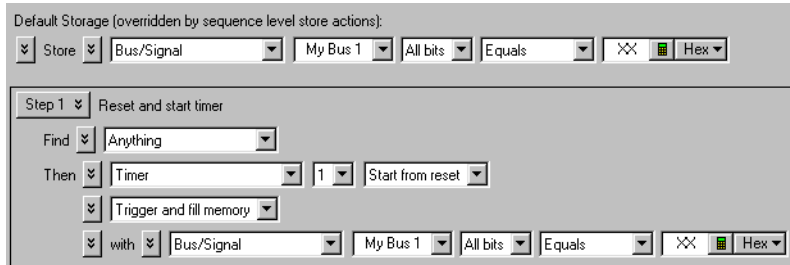 Default Storage (overridden by sequence level store actions):
Store Bus/Signal My Bus 1 All bits Equals XX Hex
Step 1 Reset and start timer
Find Anything
Then Timer 1 Start from reset
Trigger and fill memory
with Bus/Signal My Bus 1 All bits Equals XX Hex